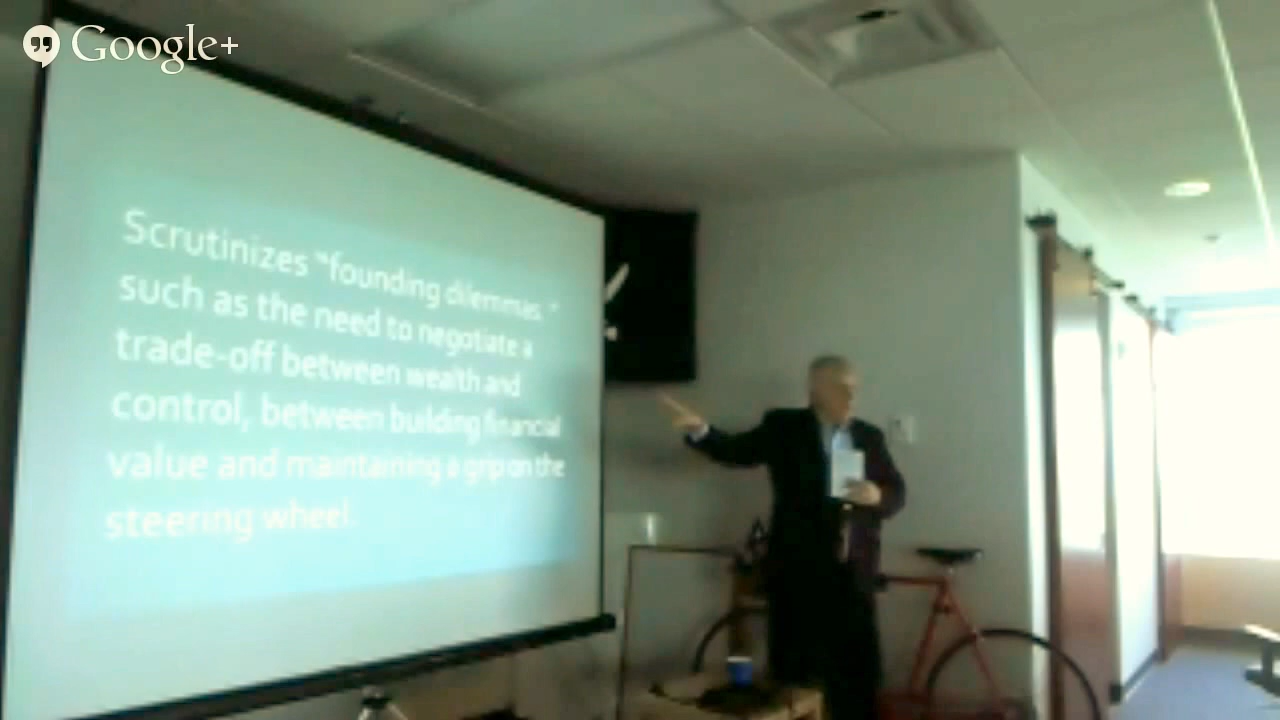 Google+
Scrutinizes "founding dilemmas"
such as the need to negotiate a
trade-off between wealth and
control, between building financial
value and maintaining a grip on the
steering wheel.